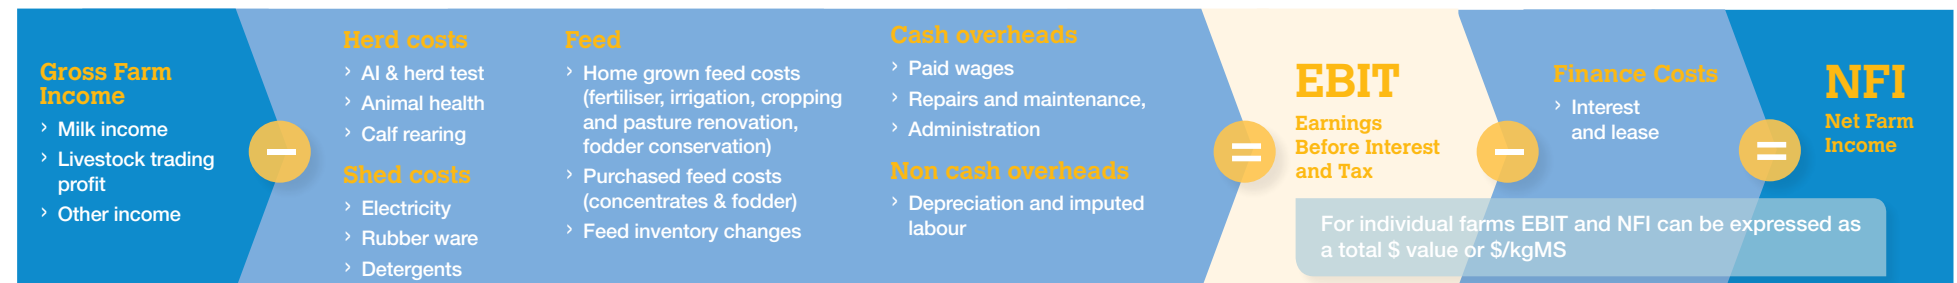 Gross Farm
Income
› Milk income
› Livestock trading
profit
› Other income
−
Herd costs
› AI & herd test
› Animal health
› Calf rearing
Shed costs
› Electricity
› Rubber ware
› Detergents
Feed
› Home grown feed costs
(fertiliser, irrigation, cropping
and pasture renovation,
fodder conservation)
› Purchased feed costs
(concentrates & fodder)
› Feed inventory changes
Cash overheads
› Paid wages
› Repairs and maintenance,
› Administration
Non cash overheads
› Depreciation and imputed
labour
=
EBIT
Earnings
Before Interest
and Tax
−
Finance Costs
› Interest
and lease
=
NFI
Net Farm
Income
For individual farms EBIT and NFI can be expressed as
a total $ value or $/kgMS